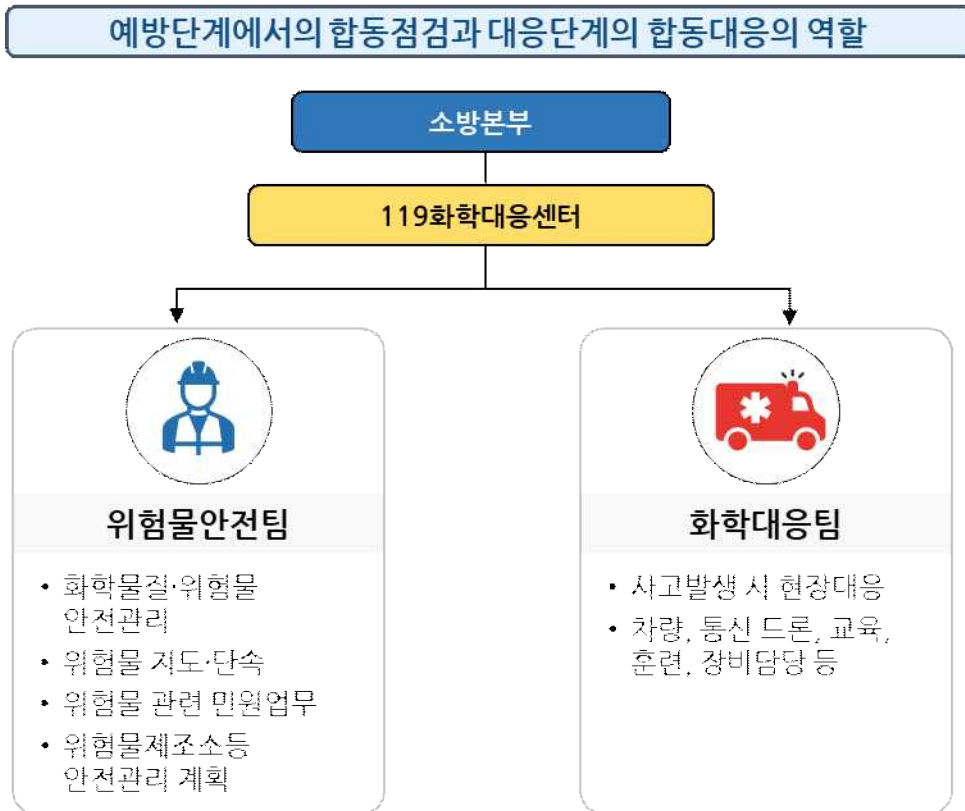 예방단계에서의 합동점검과 대응단계의 합동대응의 역할
소방본부
119화학대응센터
위험물안전팀
• 화학물질·위험물
안전관리
• 위험물 지도·단속
• 위험물 관련 민원업무
• 위험물제조소등
안전관리 계획
화학대응팀
• 사고발생 시 현장대응
• 차량, 통신 드론, 교육,
훈련, 장비담당 등